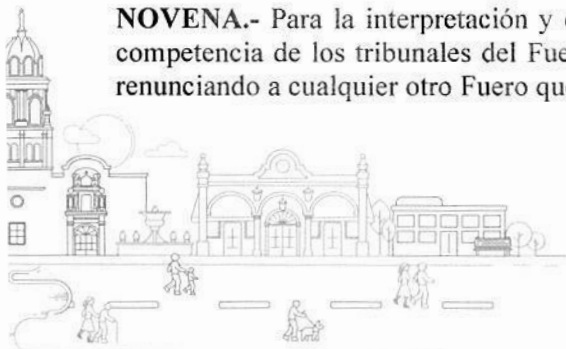 NOVENA.- Para la interpretación y
competencia de los tribunales del
renunciando a cualquier otro Fuero